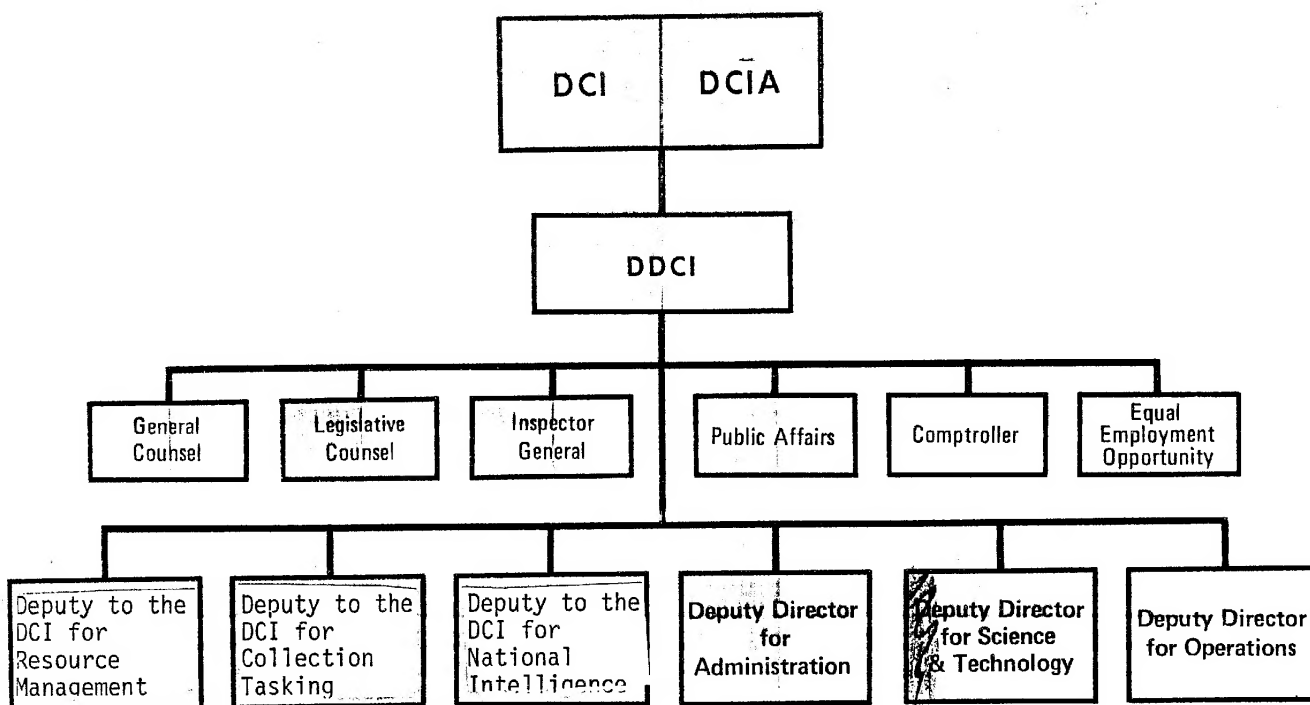 DCI
DCIA
DDCI
General
Counsel
Legislative
Counsel
Inspector
General
Public Affairs
Comptroller
Equal
Employment
Opportunity
Deputy to the
DCI for
Resource
Management
Deputy to the
DCI for
Collection
Tasking
Deputy to the
DCI for
National
Intelligence
Deputy Director
for
Administration
Deputy Director
for Science
& Technology
Deputy Director
for Operations